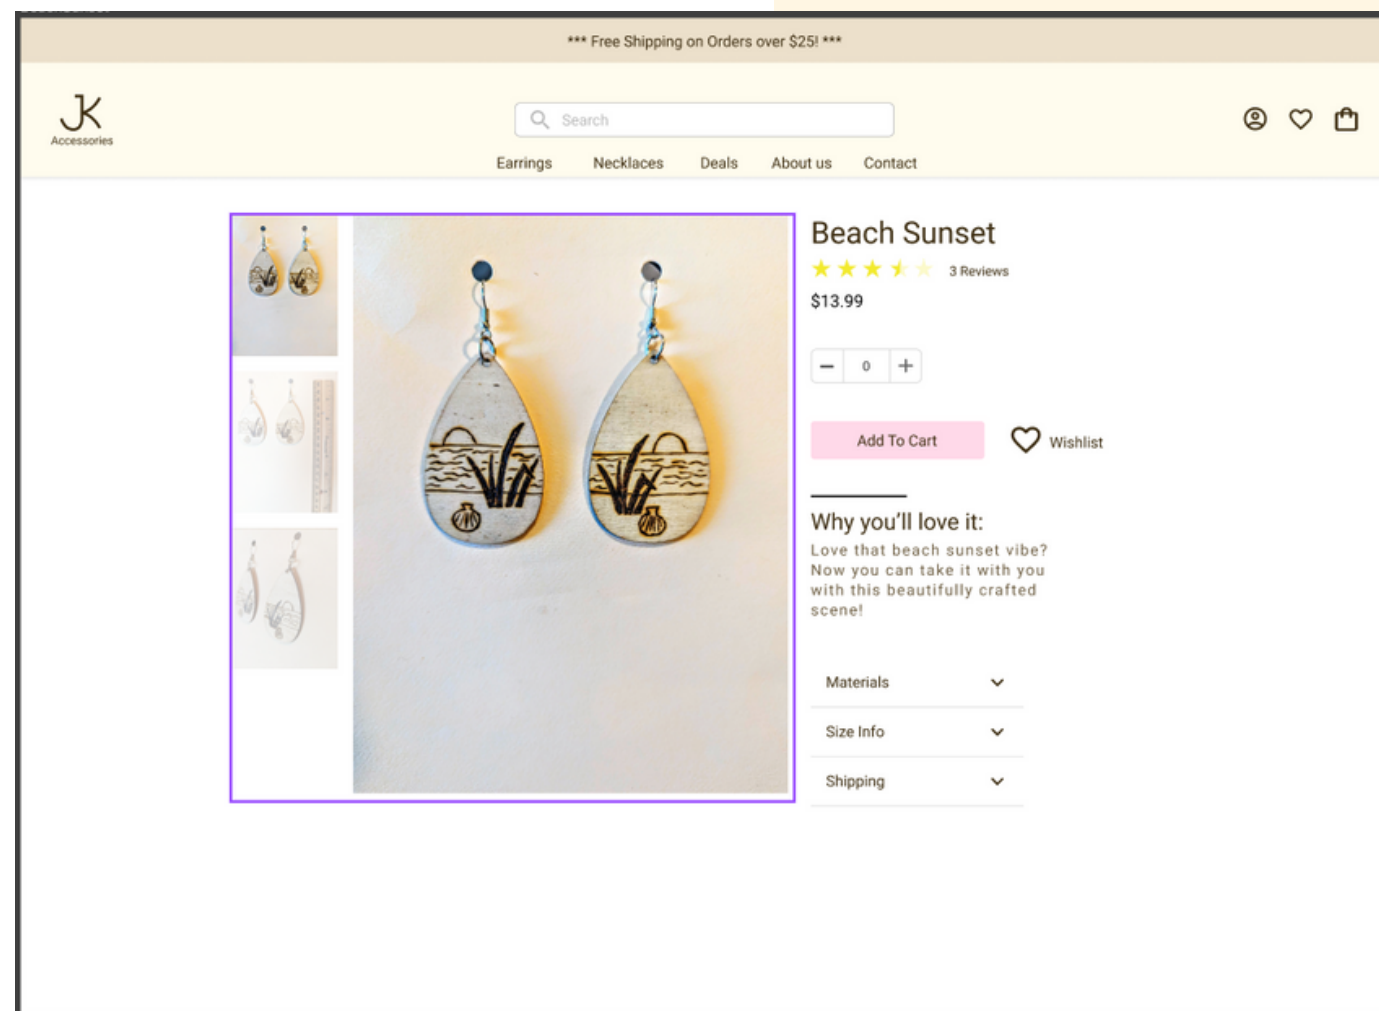 *** Free Shipping on Orders over $25! ***
JK
Accessories
Search
Earrings Necklaces Deals About us Contact
Beach Sunset
3 Reviews
$13.99
0
Add To Cart
Wishlist
Why you’ll love it:
Love that beach sunset vibe?
Now you can take it with you
with this beautifully crafted
scene!
Materials
Size Info
Shipping